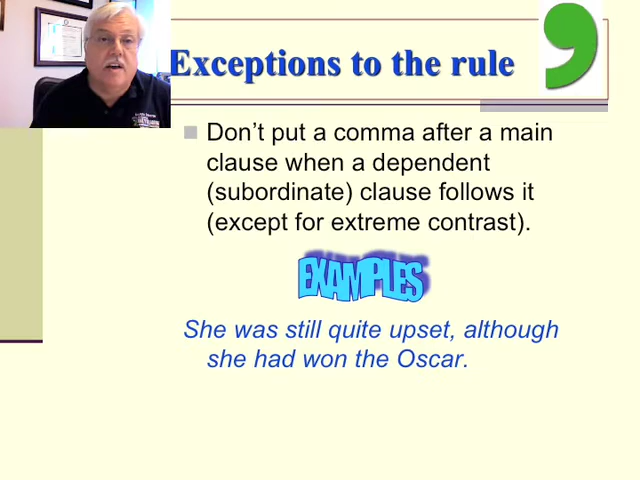 Exceptions to the rule
Don't put a comma after a main
clause when a dependent
(subordinate) clause follows it
(except for extreme contrast).
EXAMPLES
She was still quite upset, although
she had won the Oscar.